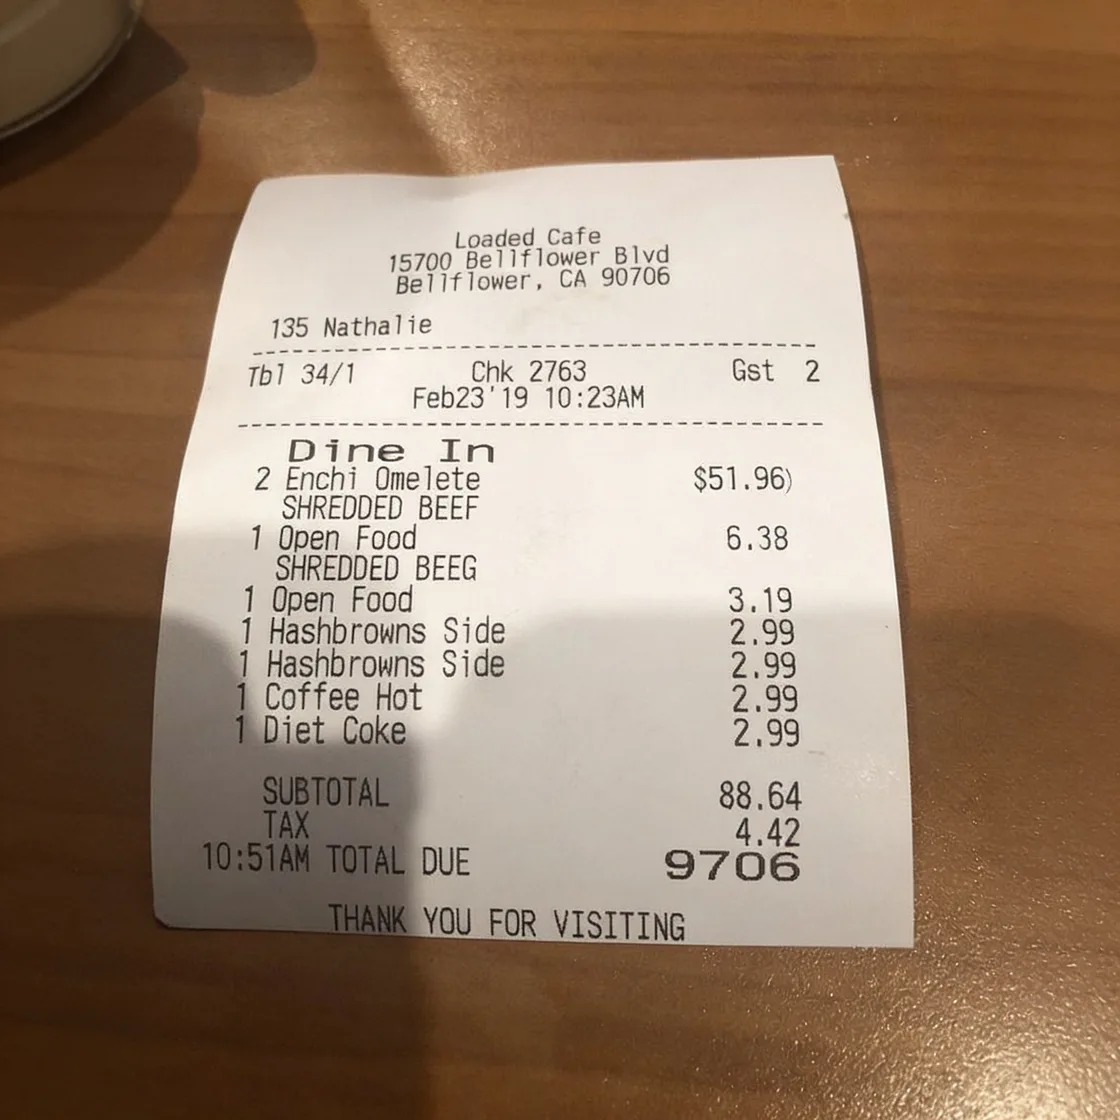 Loaded Cafe
15700 Bellflower Blvd
Bellflower, CA 90706
135 Nathalie
Tbl 34/1 Chk 2763 Gst 2
Feb23'19 10:23AM
Dine In
2 Enchi Omelete $51.96)
SHREDDED BEEF
1 Open Food 6.38
SHREDDED BEEG
1 Open Food 3.19
1 Hashbrowns Side 2.99
1 Hashbrowns Side 2.99
1 Coffee Hot 2.99
1 Diet Coke 2.99
SUBTOTAL 88.64
TAX 4.42
10:51AM TOTAL DUE 9706
THANK YOU FOR VISITING